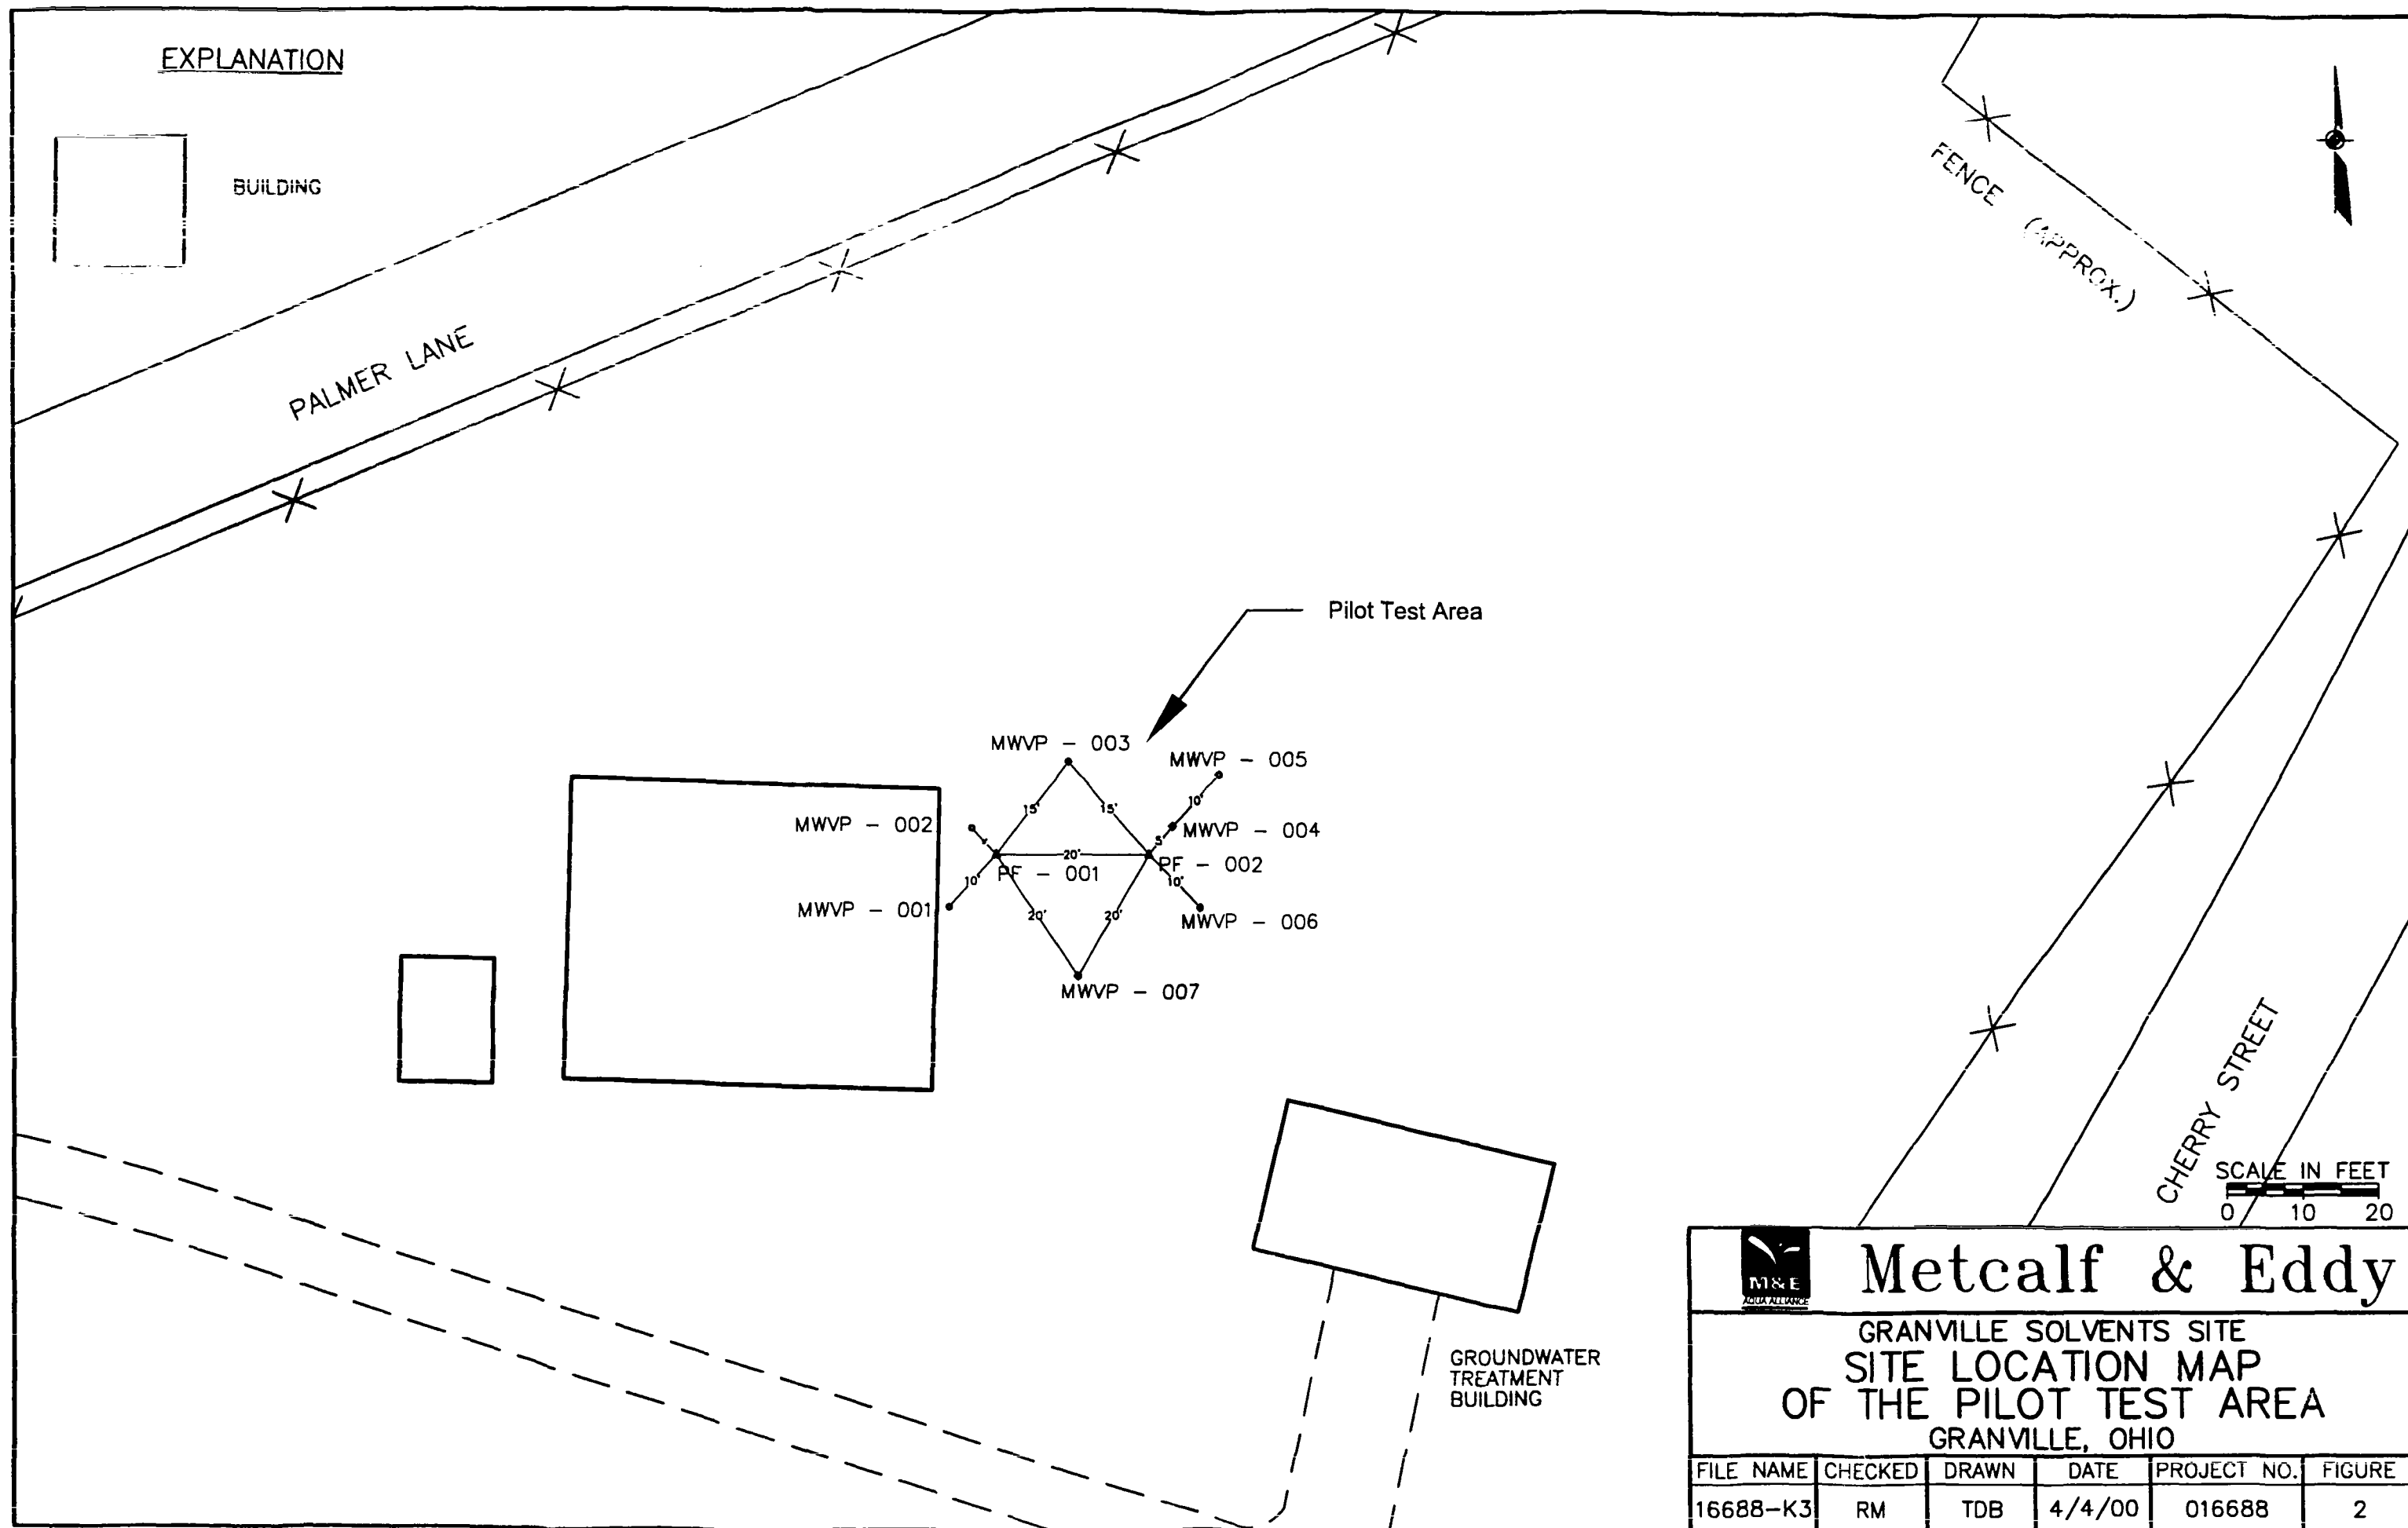 EXPLANATION
BUILDING
PALMER LANE
FENCE (APPROX.)
Pilot Test Area
MWVP - 003
MWVP - 005
15'
15'
10'
MWVP - 002
MWVP - 004
5'
20'
PF - 001
PF - 002
10'
10'
MWVP - 001
20'
20'
MWVP - 006
MWVP - 007
CHERRY STREET
SCALE IN FEET
0 10 20
GROUNDWATER
TREATMENT
BUILDING
M&E
AQUA ALLIANCE
Metcalf & Eddy
GRANVILLE SOLVENTS SITE
SITE LOCATION MAP
OF THE PILOT TEST AREA
GRANVILLE, OHIO
FILE NAME CHECKED DRAWN DATE PROJECT NO. FIGURE
16688-K3 RM TDB 4/4/00 016688 2